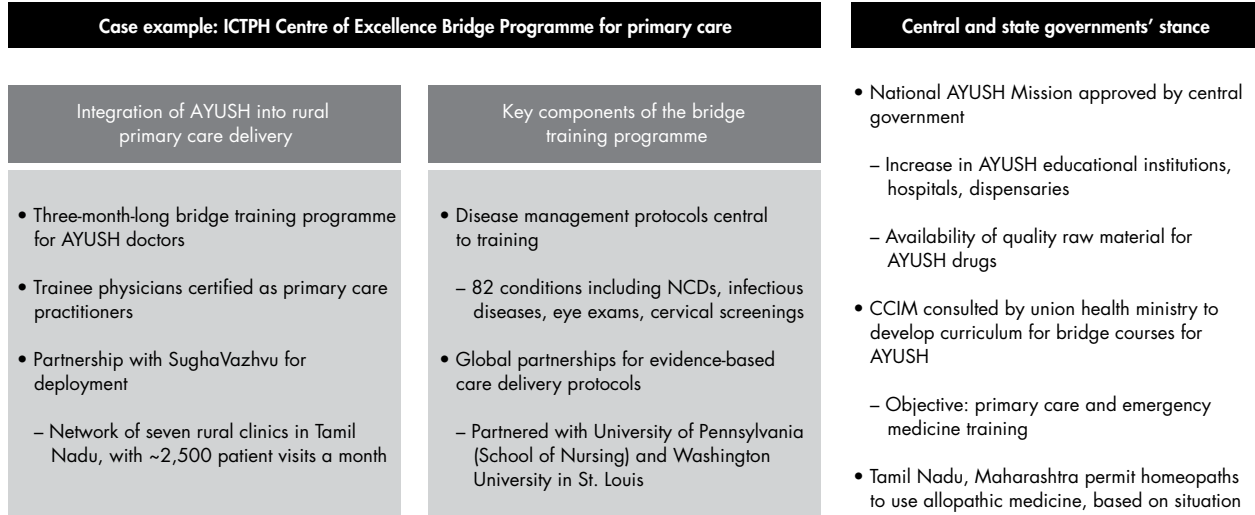 Case example: ICTPH Centre of Excellence Bridge Programme for primary care
Integration of AYUSH into rural
primary care delivery
• Three-month-long bridge training programme
for AYUSH doctors
• Trainee physicians certified as primary care
practitioners
• Partnership with SughaVazhvu for
deployment
– Network of seven rural clinics in Tamil
Nadu, with ~2,500 patient visits a month
Key components of the bridge
training programme
• Disease management protocols central
to training
– 82 conditions including NCDs, infectious
diseases, eye exams, cervical screenings
• Global partnerships for evidence-based
care delivery protocols
– Partnered with University of Pennsylvania
(School of Nursing) and Washington
University in St. Louis
Central and state governments’ stance
• National AYUSH Mission approved by central
government
– Increase in AYUSH educational institutions,
hospitals, dispensaries
– Availability of quality raw material for
AYUSH drugs
• CCIM consulted by union health ministry to
develop curriculum for bridge courses for
AYUSH
– Objective: primary care and emergency
medicine training
• Tamil Nadu, Maharashtra permit homeopaths
to use allopathic medicine, based on situation